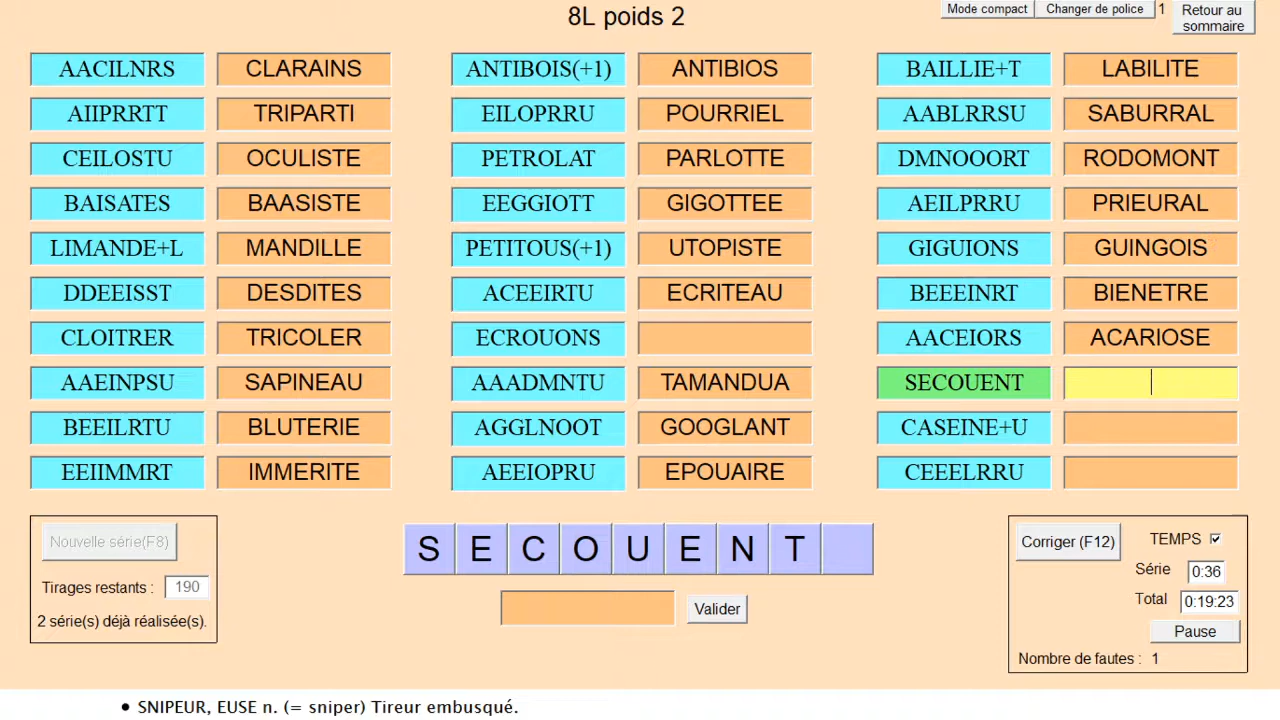 8L poids 2
Mode compact Changer de police 1 Retour au sommaire
AACILNRS CLARAINS ANTIBOIS(+1) ANTIBIOS BAILLIE+T LABILITE
AIIPRRTT TRIPARTI EILOPRRU POURRIEL AABLRRSU SABURRAL
CEILOSTU OCULISTE PETROLAT PARLOTTE DMNOOORT RODOMONT
BAISATES BAASISTE EEGGIOTT GIGOTTEE AEILPRRU PRIEURAL
LIMANDE+L MANDILLE PETITOUS(+1) UTOPISTE GIGUIONS GUINGOIS
DDEEISST DESDITES ACEEIRTU ECRITEAU BEEEINRT BIENETRE
CLOITRER TRICOLER ECROUONS AACEIORS ACARIOSE
AAEINPSU SAPINEAU AAADMNTU TAMANDUA SECOUENT
BEEILRTU BLUTERIE AGGLNOOT GOOGLANT CASEINE+U
EEIIMMRT IMMERITE AEEIOPRU EPOUAIRE CEEELRRU
Nouvelle série(F8)
Tirages restants : 190
2 série(s) déjà réalisée(s).
S E C O U E N T
Valider
Corriger (F12) TEMPS
Série 0:36
Total 0:19:23
Pause
Nombre de fautes : 1
• SNIPEUR, EUSE n. (= sniper) Tireur embusqué.